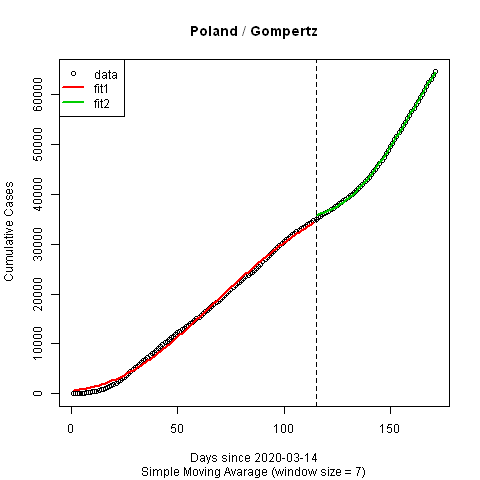 Poland / Gompertz
data
fit1
fit2
Cumulative Cases
0
10000
20000
30000
40000
50000
60000
0
50
100
150
Days since 2020-03-14
Simple Moving Avarage (window size = 7)